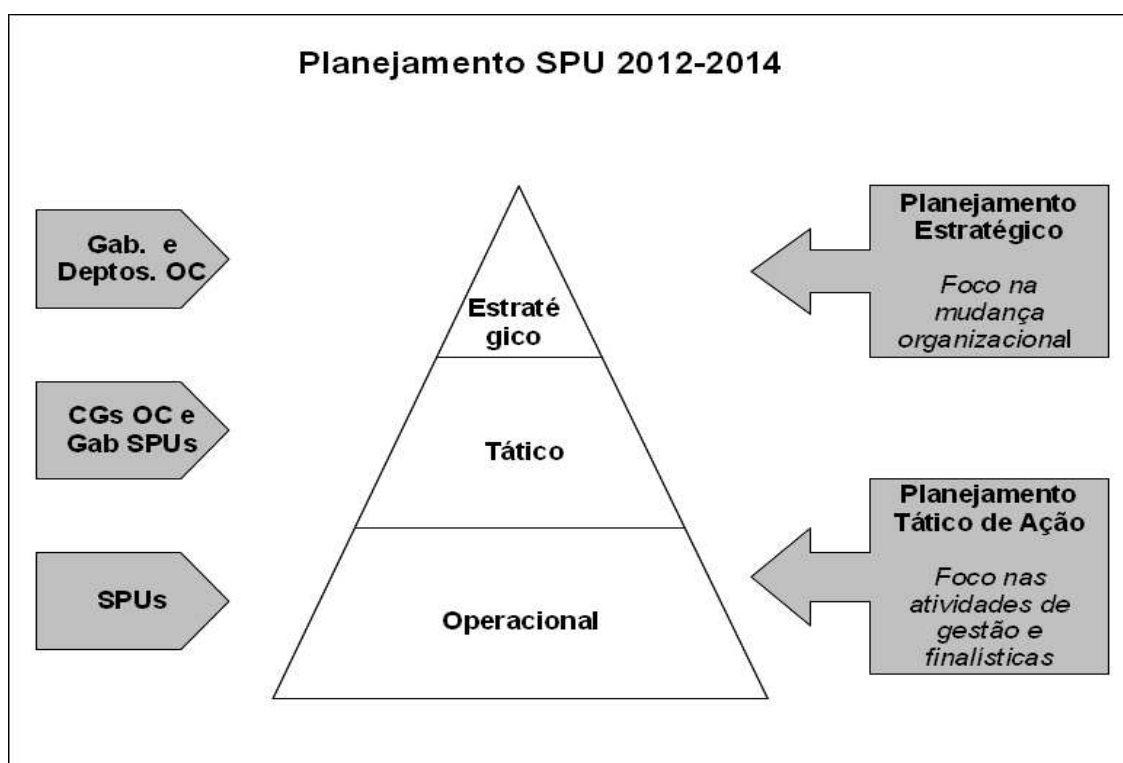 Planejamento SPU 2012-2014
Gab. e
Deptos. OC
CGs OC e
Gab SPUs
SPUs
Estraté
gico
Tático
Operacional
Planejamento
Estratégico
Foco na
mudança
organizacional
Planejamento
Tático de Ação
Foco nas
atividades de
gestão e
finalísticas